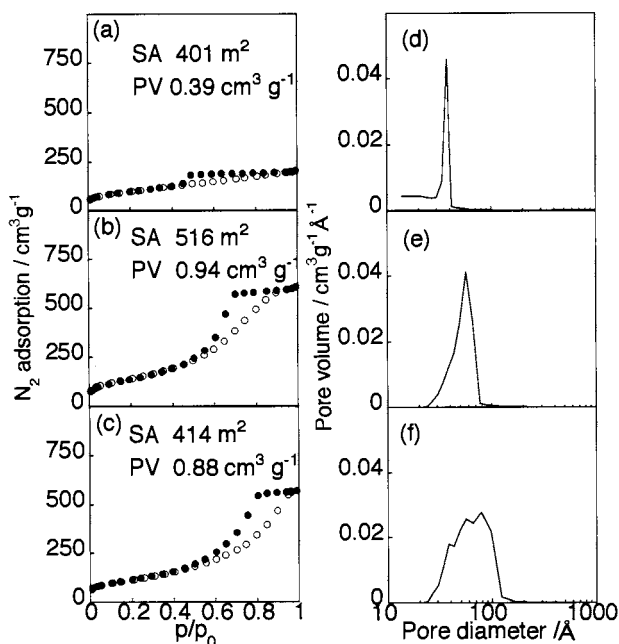 (a)
SA 401 m²
PV 0.39 cm³ g⁻¹
750
500
250
0
(b)
SA 516 m²
PV 0.94 cm³ g⁻¹
750
500
250
0
(c)
SA 414 m²
PV 0.88 cm³ g⁻¹
750
500
250
0
N₂ adsorption / cm³g⁻¹
0 0.2 0.4 0.6 0.8 1
p/p₀
(d)
0.04
0.02
0
(e)
0.04
0.02
0
(f)
0.04
0.02
0
Pore volume / cm³g⁻¹ Å⁻¹
10 100 1000
Pore diameter /Å